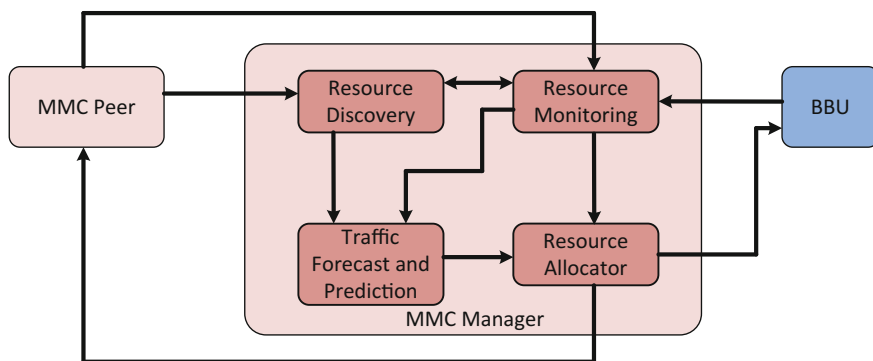 MMC Peer
Resource
Discovery
Resource
Monitoring
BBU
Traffic
Forecast and
Prediction
Resource
Allocator
MMC Manager